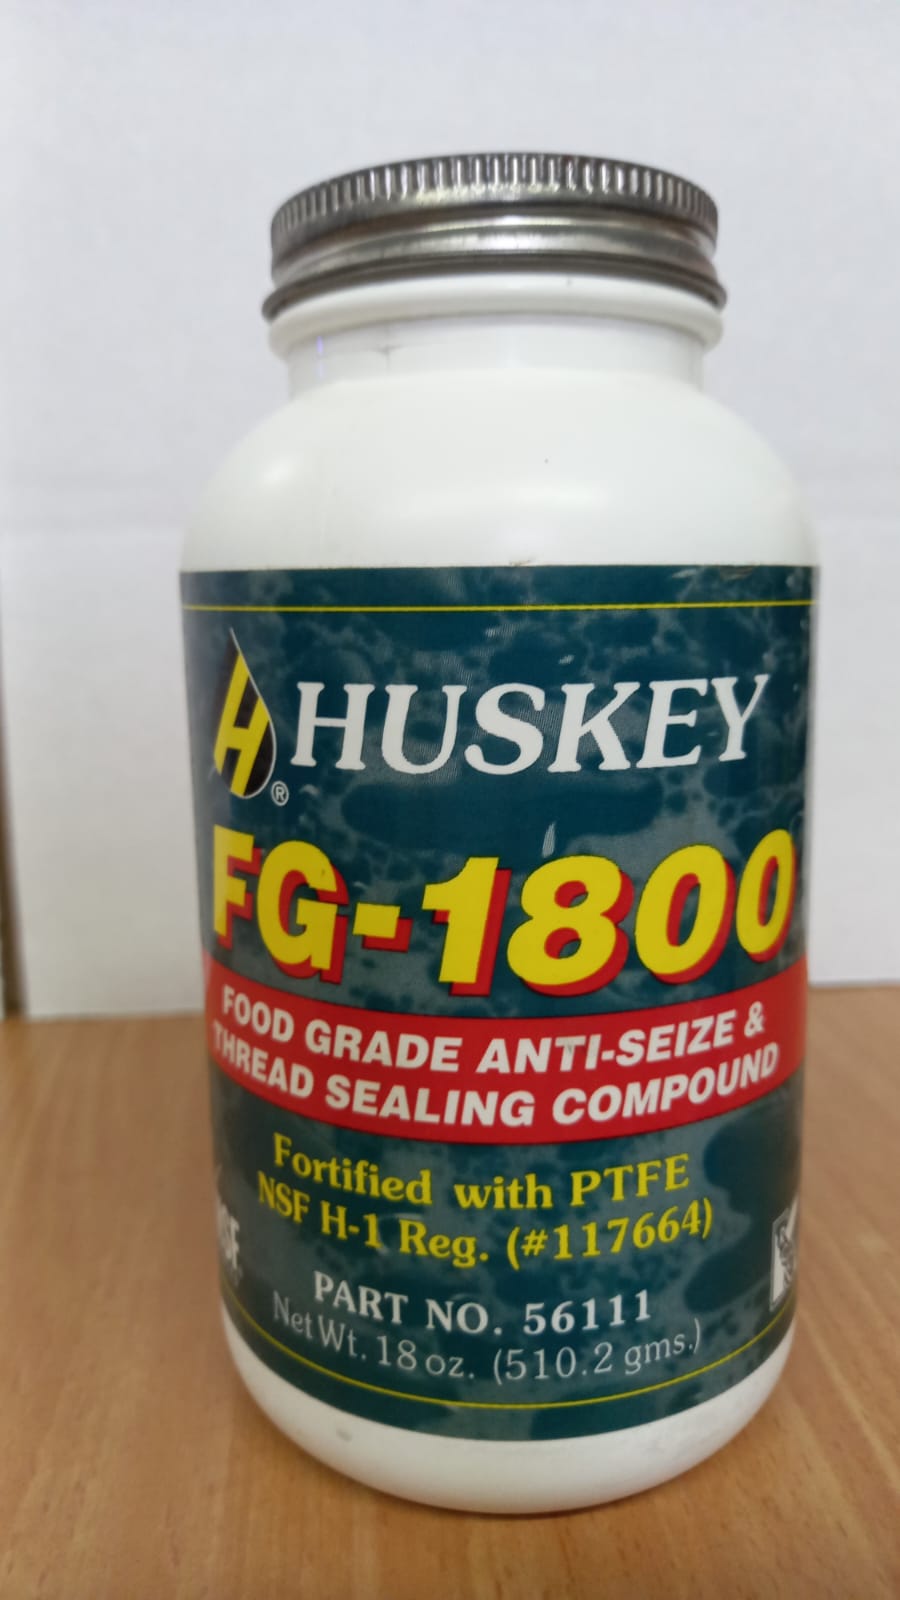 H
®
HUSKEY
FG-1800
FOOD GRADE ANTI-SEIZE &
THREAD SEALING COMPOUND
Fortified with PTFE
NSF H-1 Reg. (#117664)
PART NO. 56111
Net Wt. 18 oz. (510.2 gms.)